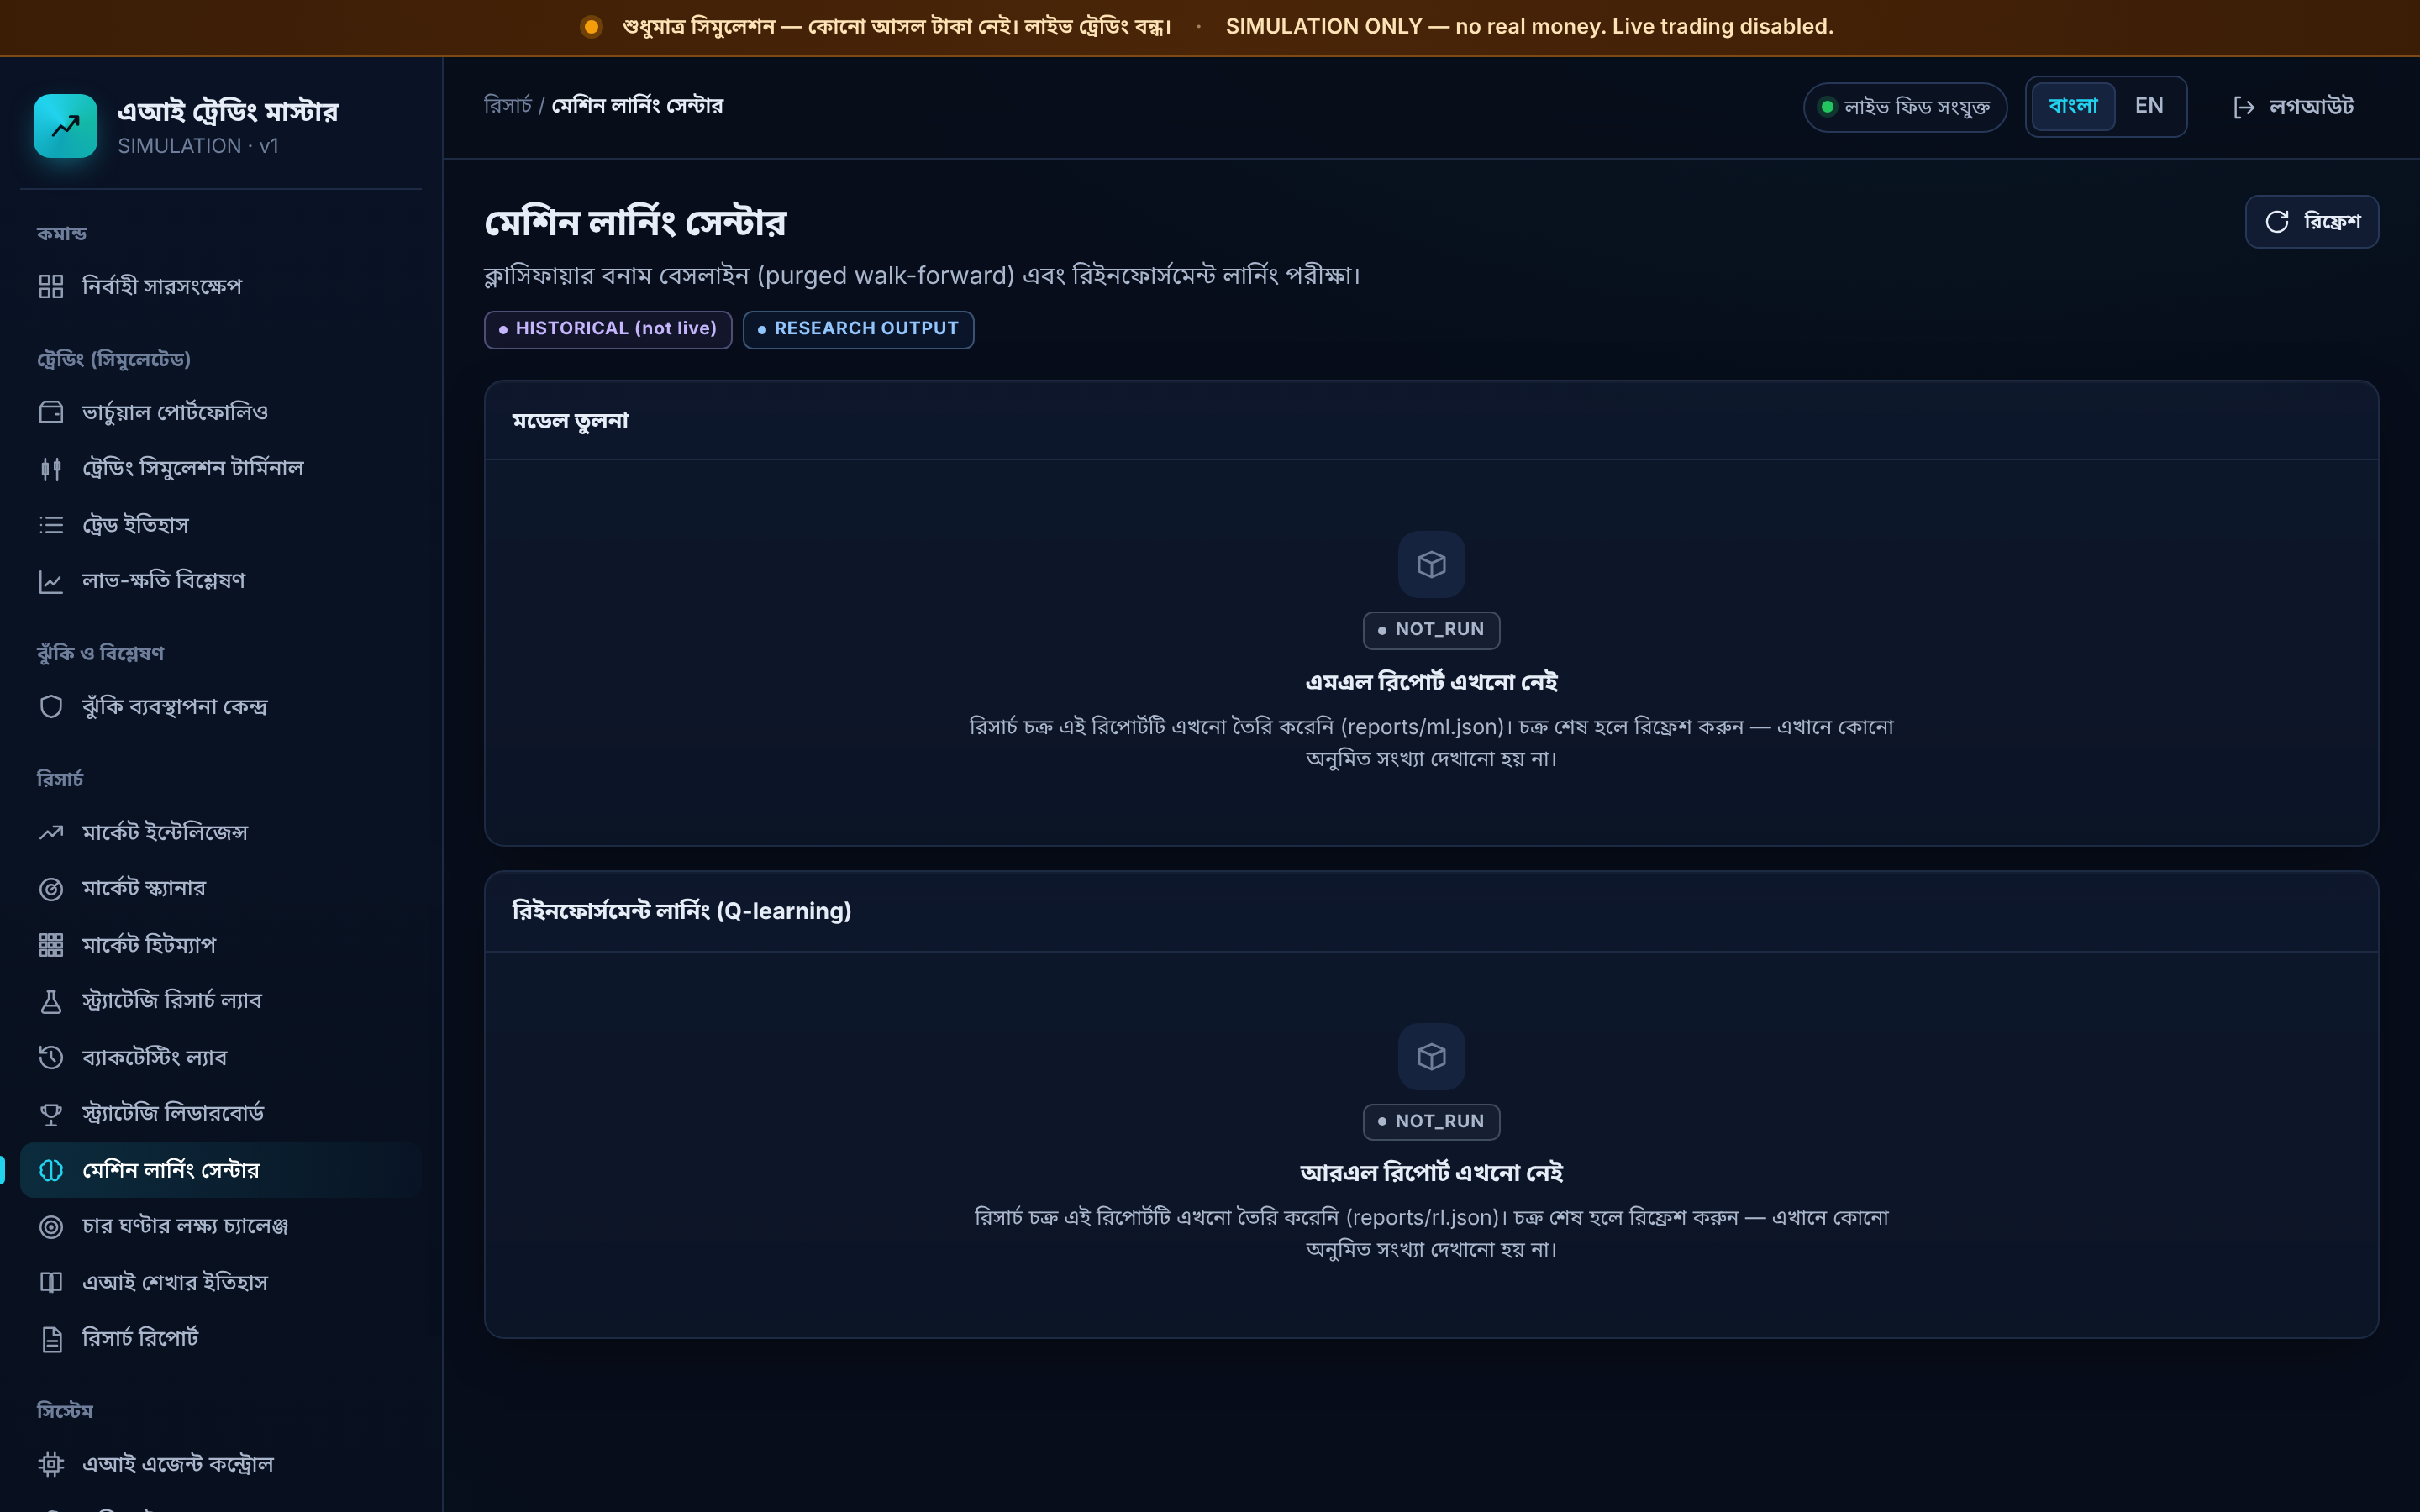 শুধুমাত্র সিমুলেশন — কোনো আসল টাকা নেই। লাইভ ট্রেডিং বন্ধ। · SIMULATION ONLY — no real money. Live trading disabled.
এআই ট্রেডিং মাস্টার
SIMULATION · v1
কমান্ড
নির্বাহী সারসংক্ষেপ
ট্রেডিং (সিমুলেটেড)
ভার্চুয়াল পোর্টফোলিও
ট্রেডিং সিমুলেশন টার্মিনাল
ট্রেড ইতিহাস
লাভ-ক্ষতি বিশ্লেষণ
ঝুঁকি ও বিশ্লেষণ
ঝুঁকি ব্যবস্থাপনা কেন্দ্র
রিসার্চ
মার্কেট ইন্টেলিজেন্স
মার্কেট স্ক্যানার
মার্কেট হিটম্যাপ
স্ট্র্যাটেজি রিসার্চ ল্যাব
ব্যাকটেস্টিং ল্যাব
স্ট্র্যাটেজি লিডারবোর্ড
মেশিন লার্নিং সেন্টার
চার ঘণ্টার লক্ষ্য চ্যালেঞ্জ
এআই শেখার ইতিহাস
রিসার্চ রিপোর্ট
সিস্টেম
এআই এজেন্ট কন্ট্রোল
রিসার্চ / মেশিন লার্নিং সেন্টার
লাইভ ফিড সংযুক্ত
বাংলা EN
লগআউট
মেশিন লার্নিং সেন্টার
রিফ্রেশ
ক্লাসিফায়ার বনাম বেসলাইন (purged walk-forward) এবং রিইনফোর্সমেন্ট লার্নিং পরীক্ষা।
HISTORICAL (not live) RESEARCH OUTPUT
মডেল তুলনা
NOT_RUN
এমএল রিপোর্ট এখনো নেই
রিসার্চ চক্র এই রিপোর্টটি এখনো তৈরি করেনি (reports/ml.json)। চক্র শেষ হলে রিফ্রেশ করুন — এখানে কোনো
অনুমিত সংখ্যা দেখানো হয় না।
রিইনফোর্সমেন্ট লার্নিং (Q-learning)
NOT_RUN
আরএল রিপোর্ট এখনো নেই
রিসার্চ চক্র এই রিপোর্টটি এখনো তৈরি করেনি (reports/rl.json)। চক্র শেষ হলে রিফ্রেশ করুন — এখানে কোনো
অনুমিত সংখ্যা দেখানো হয় না।